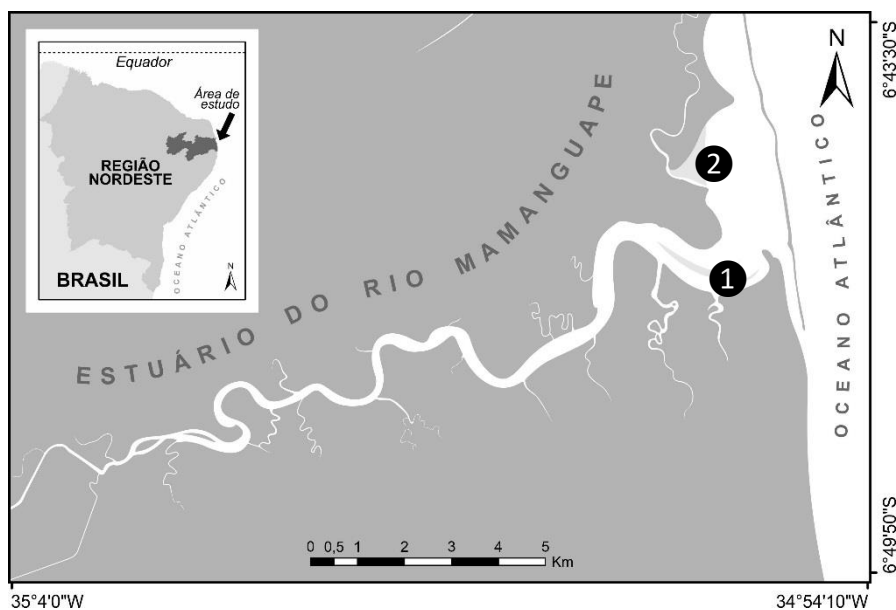 Equador
Área de
estudo
REGIÃO
NORDESTE
OCEANO ATLÂNTICO
BRASIL
N
ESTUÁRIO DO RIO MAMANGUAPE
N
2
1
OCEANO ATLÂNTICO
0 0,5 1 2 3 4 5
Km
6°43'30"S
6°49'50"S
35°4'0"W
34°54'10"W